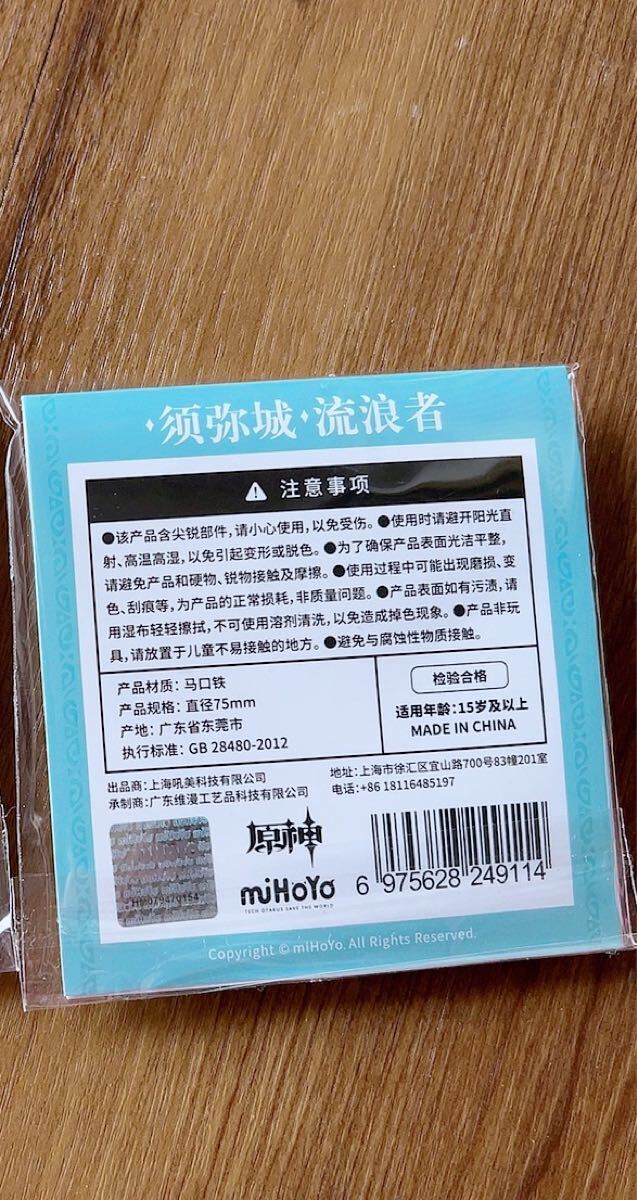 须弥城·流浪者
注意事项
●该产品含尖锐部件,请小心使用,以免受伤。●使用时请避开阳光直
射、高温高湿,以免引起变形或脱色。●为了确保产品表面光洁平整,
请避免产品和硬物、锐物接触及摩擦。●使用过程中可能出现磨损、变
色、刮痕等,为产品的正常损耗,非质量问题。●产品表面如有污渍,请
用湿布轻轻擦拭,不可使用溶剂清洗,以免造成掉色现象。●产品非玩
具,请放置于儿童不易接触的地方。●避免与腐蚀性物质接触。
产品材质：马口铁
产品规格：直径75mm
产地：广东省东莞市
执行标准：GB 28480-2012
检验合格
适用年龄:15岁及以上
MADE IN CHINA
出品商：上海吼美科技有限公司
承制商：广东维漫工艺品科技有限公司
地址：上海市徐汇区宜山路700号83幢201室
电话：+86 18116485197
原神
miHoYo
TECH OTAKUS SAVE THE WORLD
6 975628 249114
Copyright © miHoYo. All Rights Reserved.